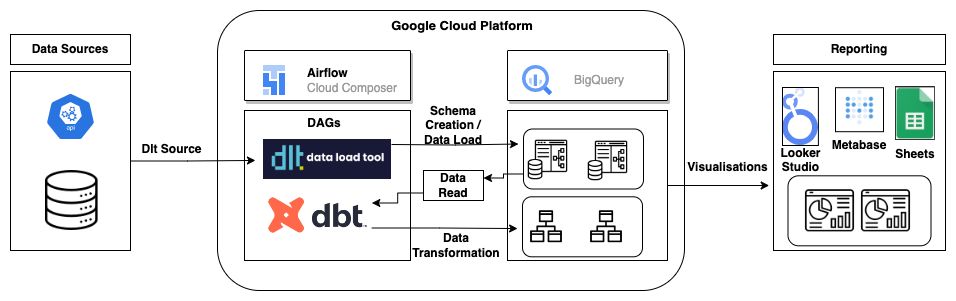 Google Cloud Platform
Data Sources
Airflow
Cloud Composer
BigQuery
Reporting
api
Dlt Source
DAGs
dlt data load tool
dbt
Schema
Creation /
Data Load
Data
Read
Data
Transformation
Visualisations
Looker
Studio
Metabase
Sheets